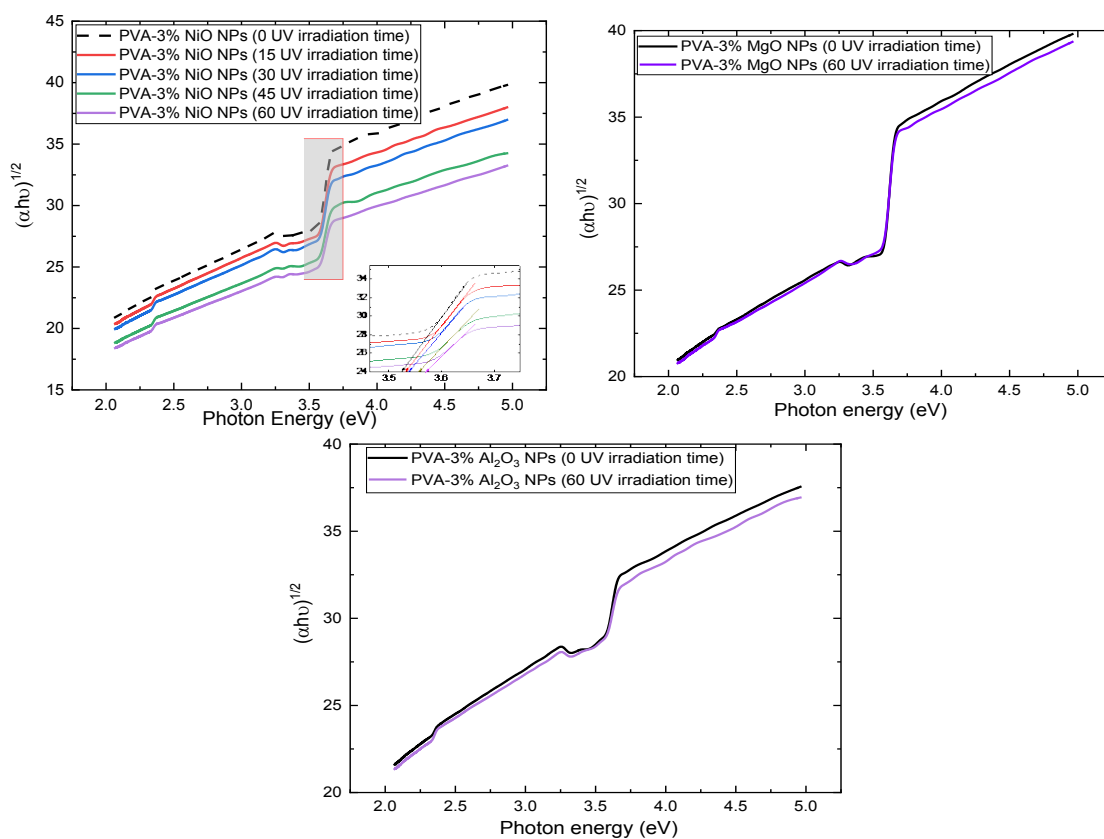 PVA-3% NiO NPs (0 UV irradiation time)
PVA-3% NiO NPs (15 UV irradiation time)
PVA-3% NiO NPs (30 UV irradiation time)
PVA-3% NiO NPs (45 UV irradiation time)
PVA-3% NiO NPs (60 UV irradiation time)
45
40
35
30
25
20
15
(αhυ)1/2
34
32
30
28
26
24
3.5 3.6 3.7
2.0 2.5 3.0 3.5 4.0 4.5 5.0
Photon Energy (eV)
PVA-3% MgO NPs (0 UV irradiation time)
PVA-3% MgO NPs (60 UV irradiation time)
40
35
30
25
20
(αhυ)1/2
2.0 2.5 3.0 3.5 4.0 4.5 5.0
Photon energy (eV)
PVA-3% Al2O3 NPs (0 UV irradiation time)
PVA-3% Al2O3 NPs (60 UV irradiation time)
40
35
30
25
20
(αhυ)1/2
2.0 2.5 3.0 3.5 4.0 4.5 5.0
Photon energy (eV)